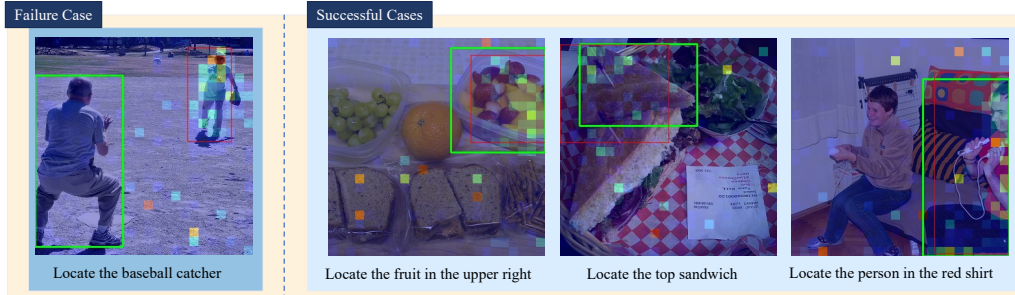 Failure Case
Successful Cases
Locate the baseball catcher
Locate the fruit in the upper right
Locate the top sandwich
Locate the person in the red shirt